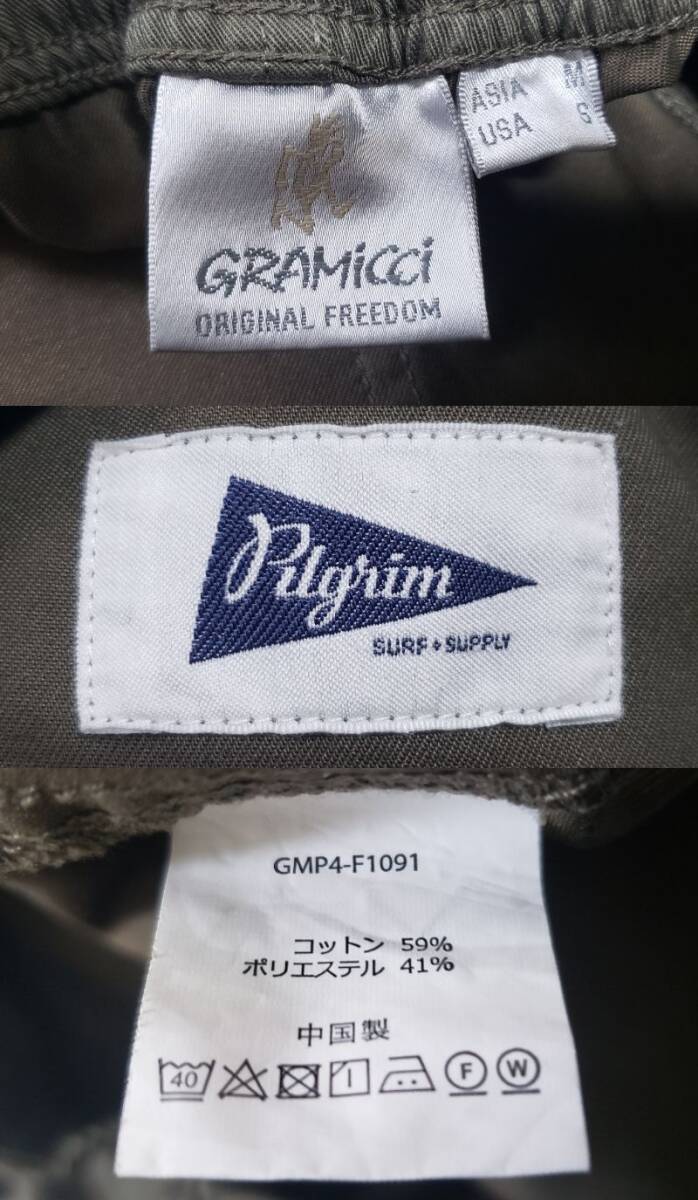 GRAMiCCi
ORIGINAL FREEDOM
ASIA M
USA S
Pilgrim
SURF + SUPPLY
GMP4-F1091
コットン 59%
ポリエステル 41%
中国製
40 F W